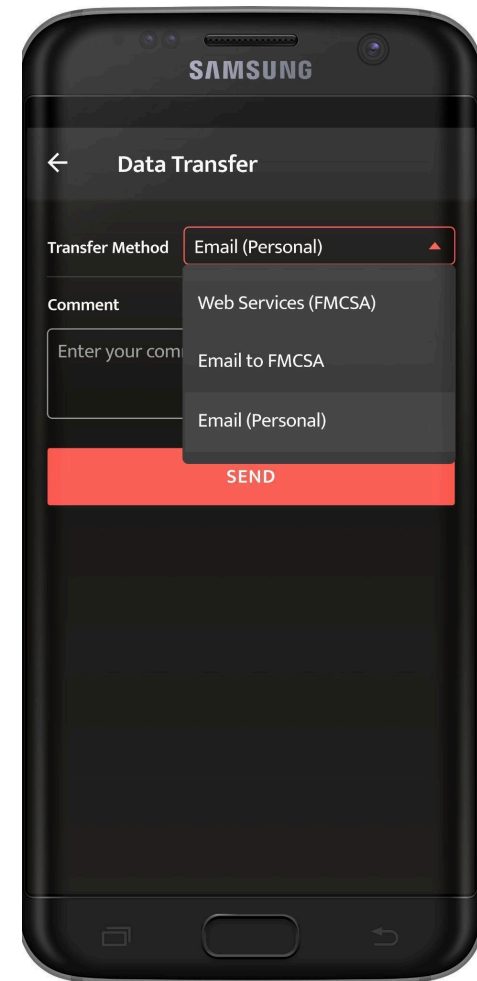 SAMSUNG
Data Transfer
Transfer Method
Email (Personal)
Web Services (FMCSA)
Comment
Enter your com
Email to FMCSA
Email (Personal)
SEND